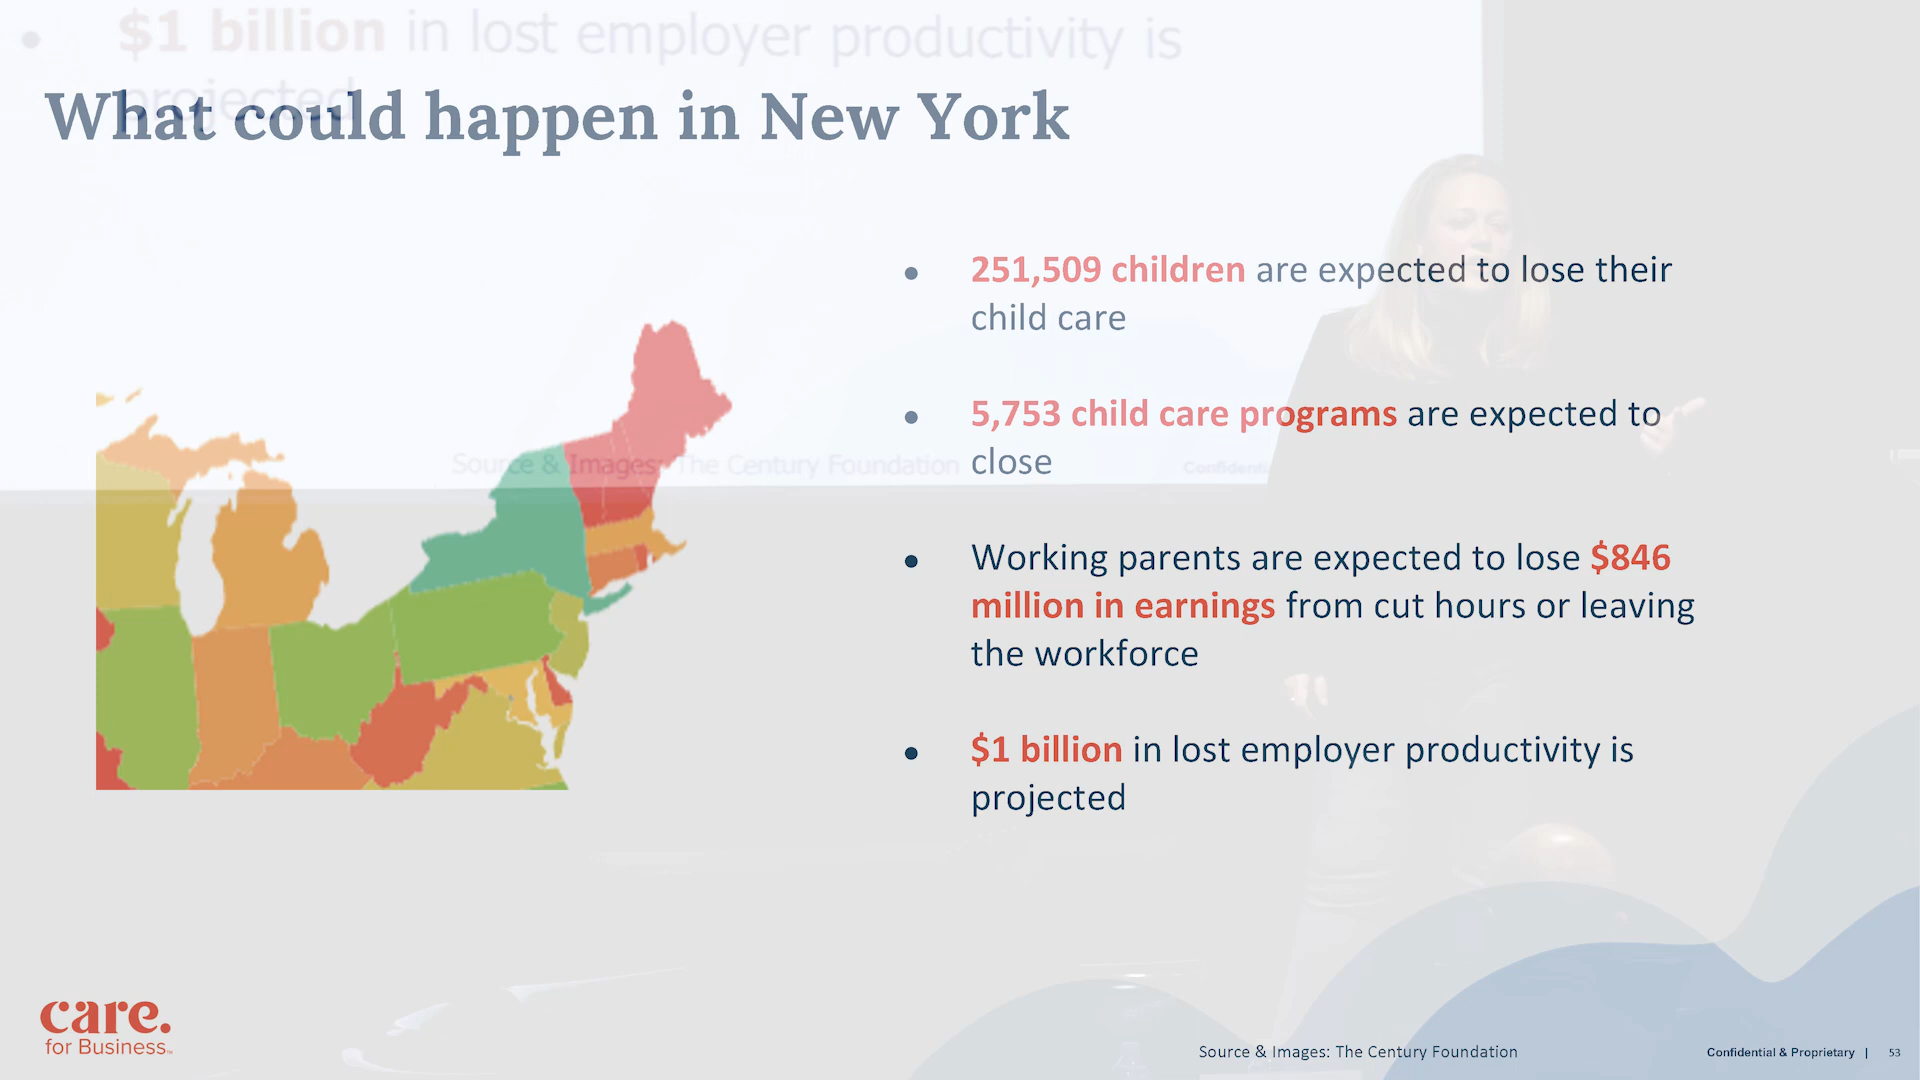 • $1 billion in lost employer productivity is
projected
What could happen in New York
• 251,509 children are expected to lose their
child care
• 5,753 child care programs are expected to
close
Source & Images: The Century Foundation
• Working parents are expected to lose $846
million in earnings from cut hours or leaving
the workforce
• $1 billion in lost employer productivity is
projected
care.
for Business™
Source & Images: The Century Foundation
Confidential & Proprietary | 53